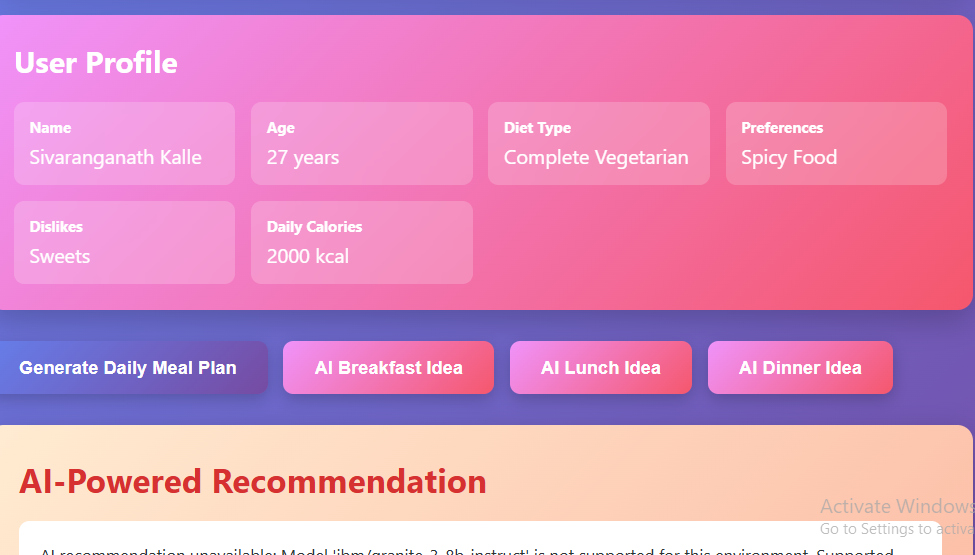 User Profile
Name
Sivaranganath Kalle
Age
27 years
Diet Type
Complete Vegetarian
Preferences
Spicy Food
Dislikes
Sweets
Daily Calories
2000 kcal
Generate Daily Meal Plan
AI Breakfast Idea
AI Lunch Idea
AI Dinner Idea
AI-Powered Recommendation
AI recommendation unavailable: Model 'ibm/granite-3-8b-instruct' is not supported for this environment. Supported
Activate Windows
Go to Settings to activa